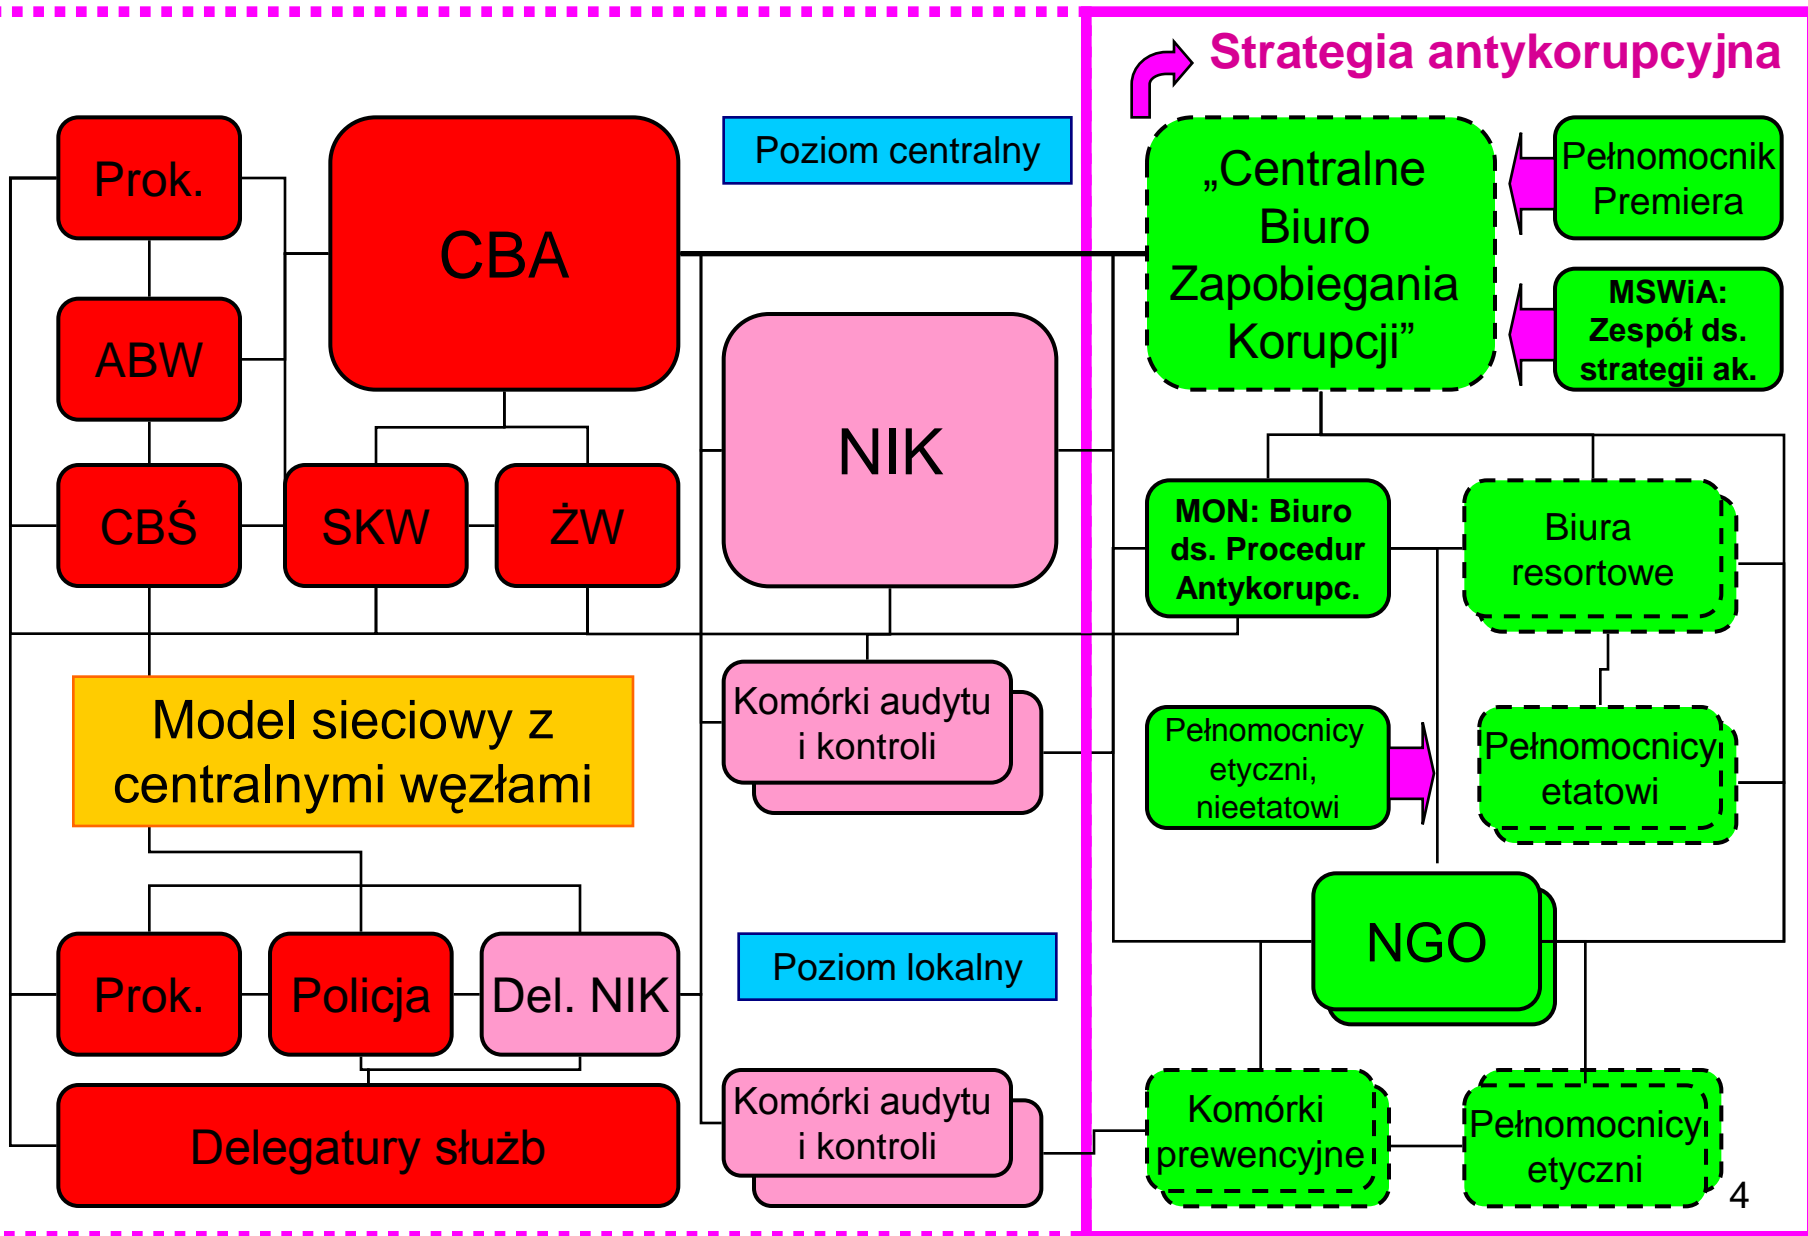 Strategia antykorupcyjna
Prok.
CBA
Poziom centralny
„Centralne
Biuro
Zapobiegania
Korupcji”
Pełnomocnik
Premiera
ABW
NIK
MSWiA:
Zespół ds.
strategii ak.
CBŚ
SKW
ŻW
MON: Biuro
ds. Procedur
Antykorupc.
Biura
resortowe
Model sieciowy z
centralnymi węzłami
Komórki audytu
i kontroli
Pełnomocnicy
etyczni,
nieetatowi
Pełnomocnicy
etatowi
Prok.
Policja
Del. NIK
Poziom lokalny
NGO
Delegatury służb
Komórki audytu
i kontroli
Komórki
prewencyjne
Pełnomocnicy
etyczni
4